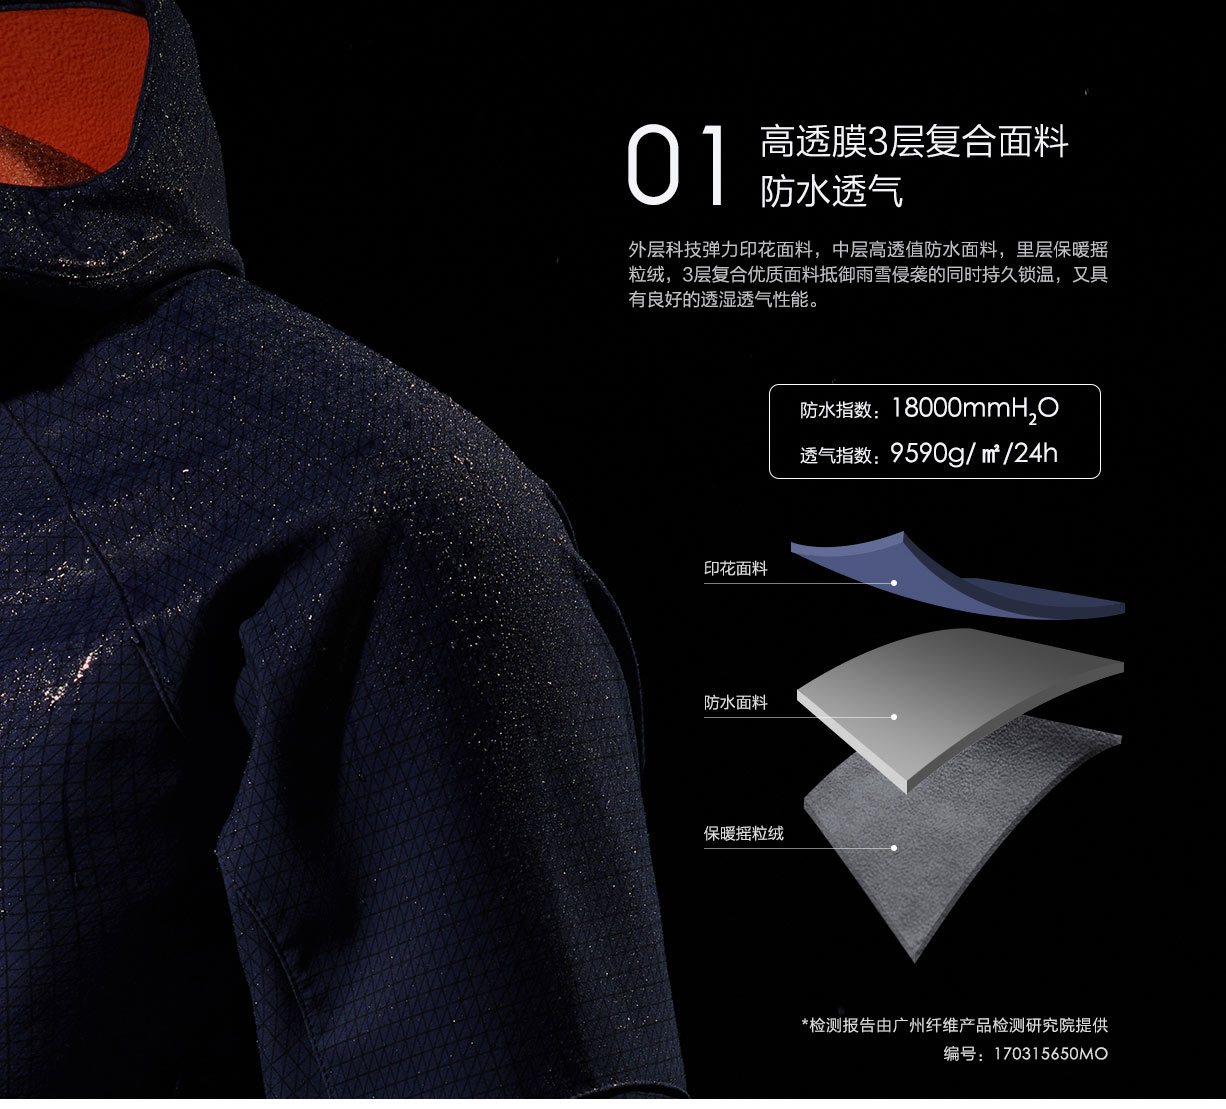 01
高透膜3层复合面料
防水透气
外层科技弹力印花面料，中层高透值防水面料，里层保暖摇
粒绒，3层复合优质面料抵御雨雪侵袭的同时持久锁温，又具
有良好的透湿透气性能。
防水指数：18000mmH₂O
透气指数：9590g/㎡/24h
印花面料
防水面料
保暖摇粒绒
*检测报告由广州纤维产品检测研究院提供
编号：170315650MO